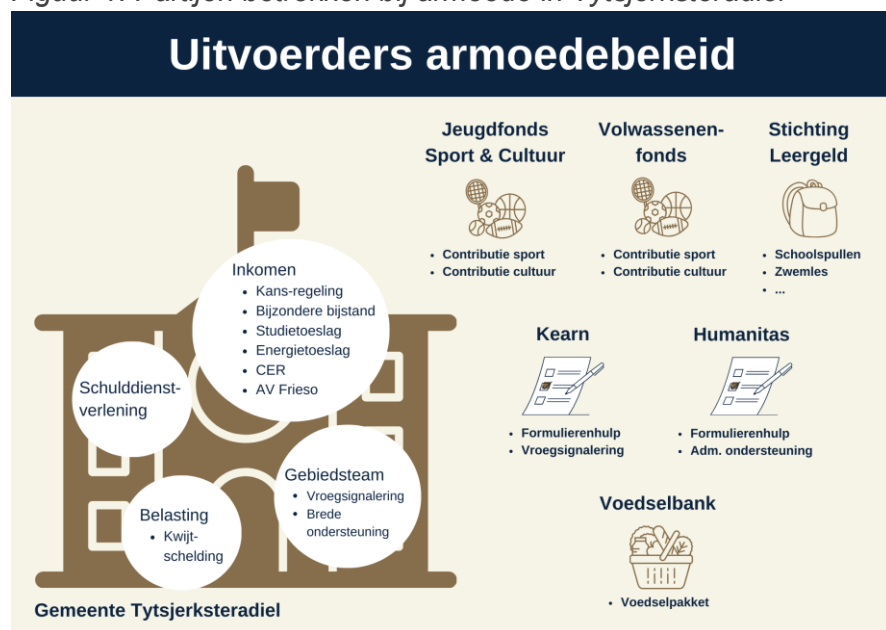 Uitvoerders armoedebeleid
Jeugdfonds
Sport & Cultuur
• Contributie sport
• Contributie cultuur
Volwassenen-
fonds
• Contributie sport
• Contributie cultuur
Stichting
Leergeld
• Schoolspullen
• Zwemles
• ...
Inkomen
• Kans-regeling
• Bijzondere bijstand
• Studietoeslag
• Energietoeslag
• CER
• AV Frieso
Schulddienst-
verlening
Gebiedsteam
• Vroegsignalering
• Brede
ondersteuning
Belasting
• Kwijt-
schelding
Gemeente Tytsjerksteradiel
Kearn
• Formulierenhulp
• Vroegsignalering
Humanitas
• Formulierenhulp
• Adm. ondersteuning
Voedselbank
• Voedselpakket